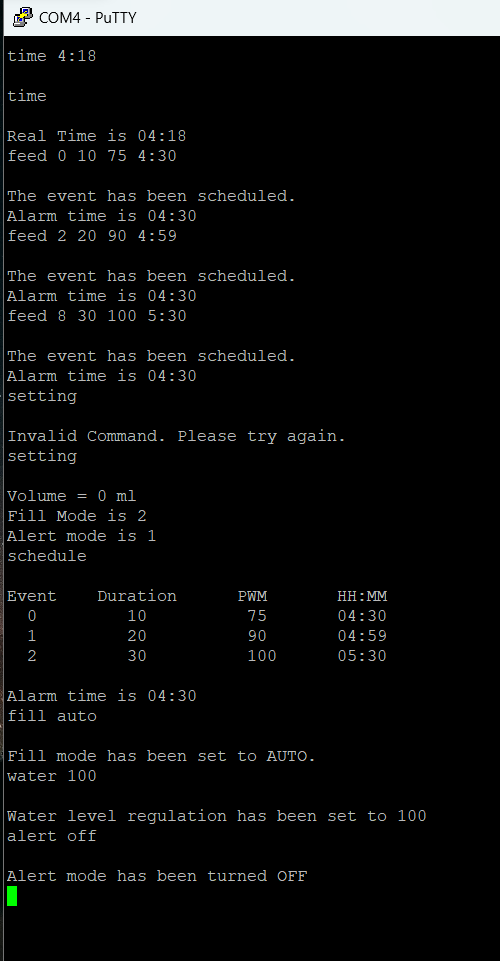 COM4 - PuTTY
time 4:18
time
Real Time is 04:18
feed 0 10 75 4:30
The event has been scheduled.
Alarm time is 04:30
feed 2 20 90 4:59
The event has been scheduled.
Alarm time is 04:30
feed 8 30 100 5:30
The event has been scheduled.
Alarm time is 04:30
setting
Invalid Command. Please try again.
setting
Volume = 0 ml
Fill Mode is 2
Alert mode is 1
schedule
Event Duration PWM HH:MM
0 10 75 04:30
1 20 90 04:59
2 30 100 05:30
Alarm time is 04:30
fill auto
Fill mode has been set to AUTO.
water 100
Water level regulation has been set to 100
alert off
Alert mode has been turned OFF